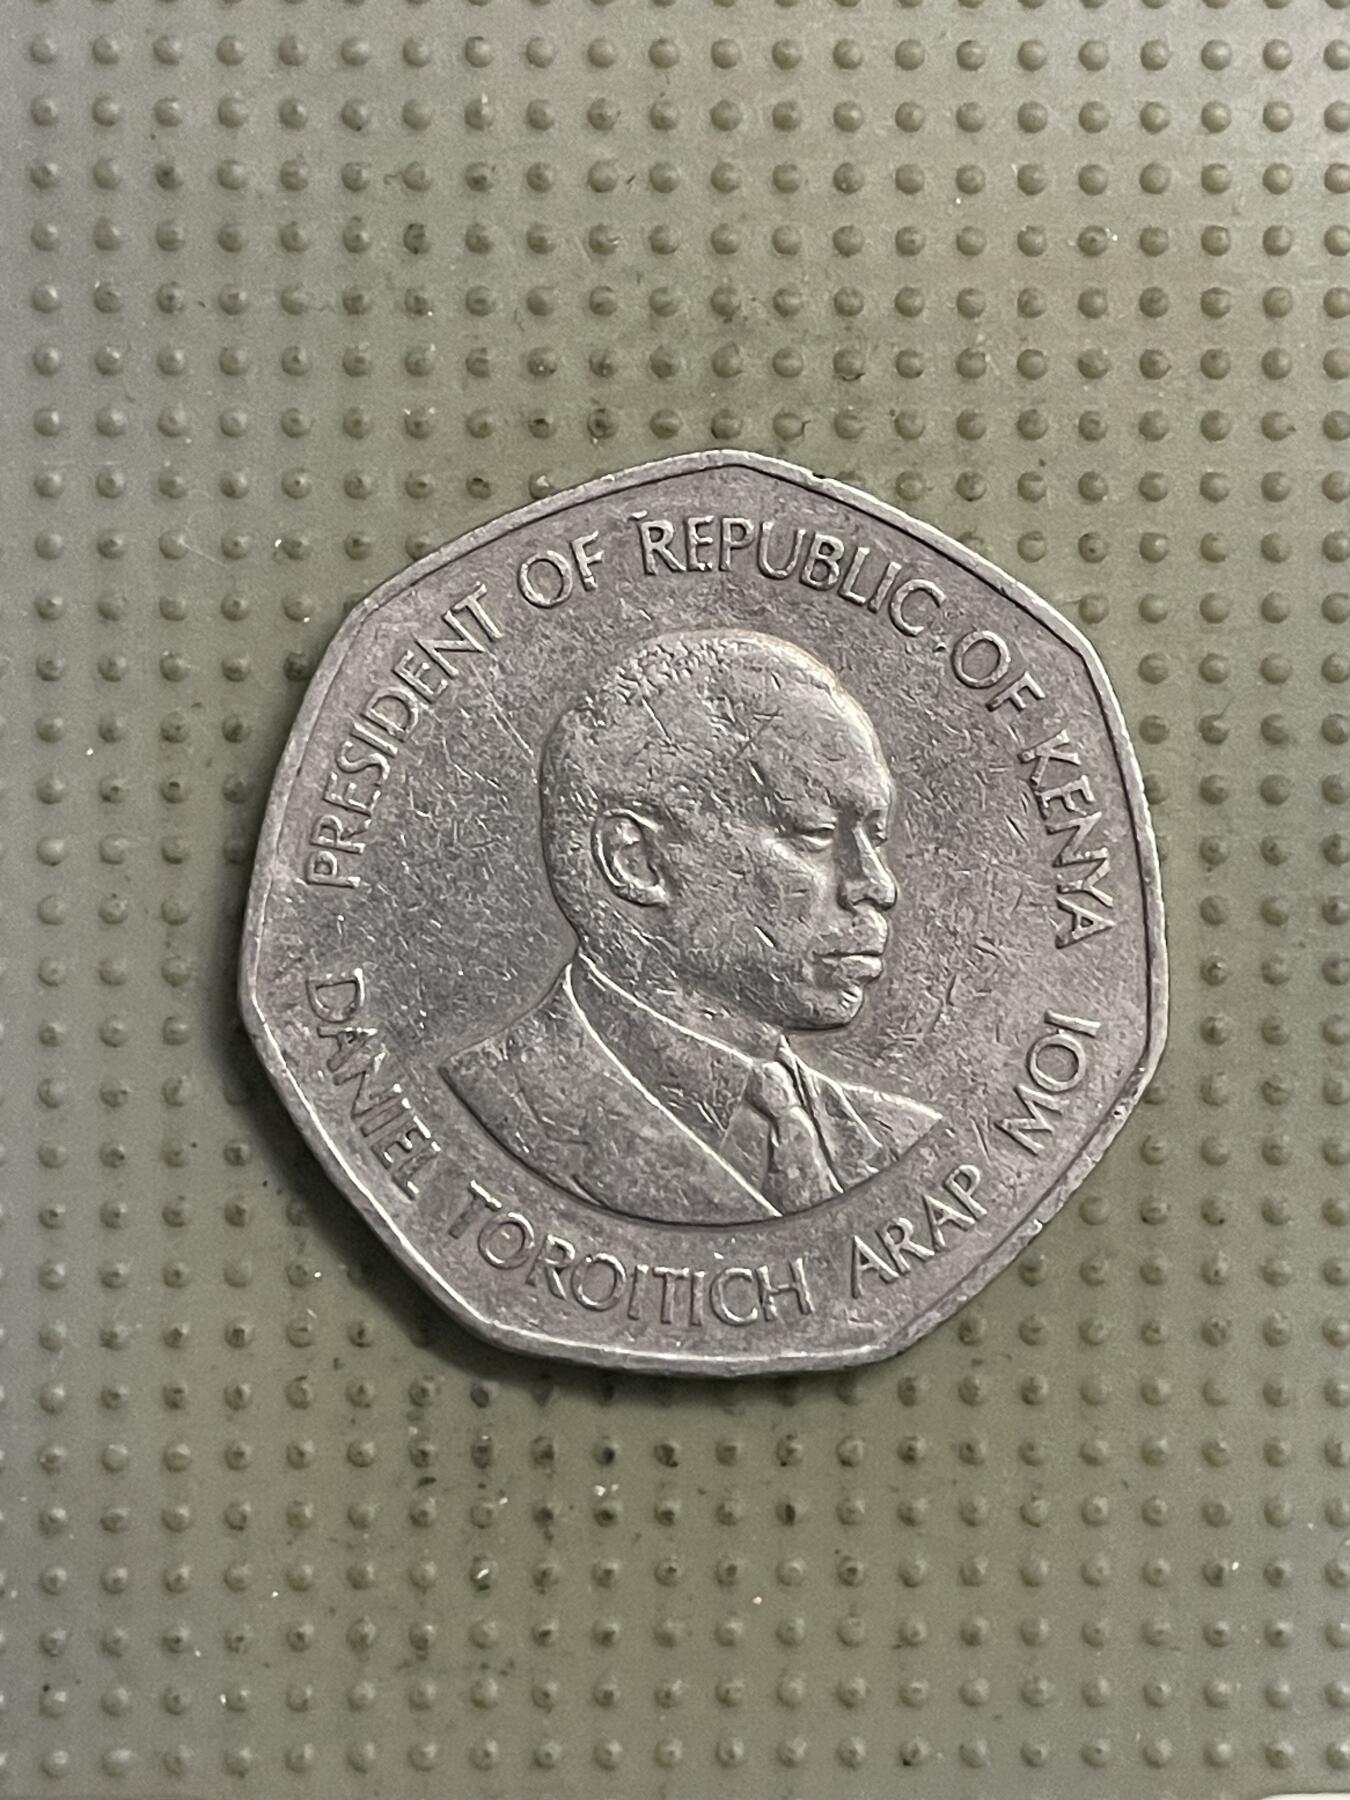 PRESIDENT OF REPUBLIC OF KENYA
DANIEL TOROITICH ARAP MOI